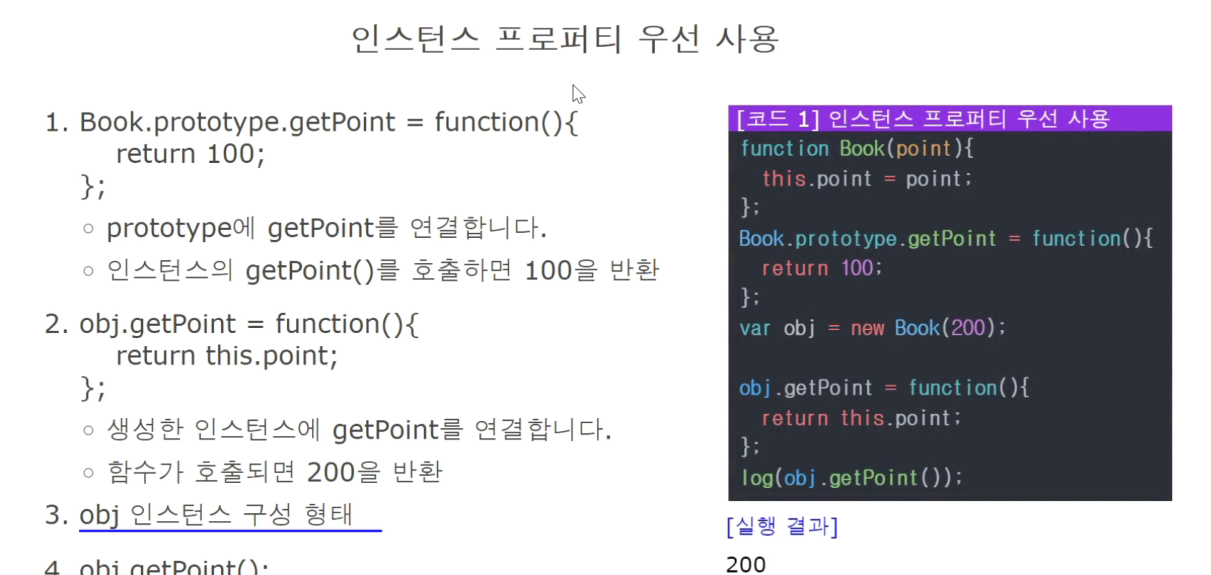 인스턴스 프로퍼티 우선 사용
1. Book.prototype.getPoint = function(){
return 100;
};
○ prototype에 getPoint를 연결합니다.
○ 인스턴스의 getPoint()를 호출하면 100을 반환
2. obj.getPoint = function(){
return this.point;
};
○ 생성한 인스턴스에 getPoint를 연결합니다.
○ 함수가 호출되면 200을 반환
3. obj 인스턴스 구성 형태
4. obj.getPoint();
[코드 1] 인스턴스 프로퍼티 우선 사용
function Book(point){
this.point = point;
};
Book.prototype.getPoint = function(){
return 100;
};
var obj = new Book(200);
obj.getPoint = function(){
return this.point;
};
log(obj.getPoint());
[실행 결과]
200